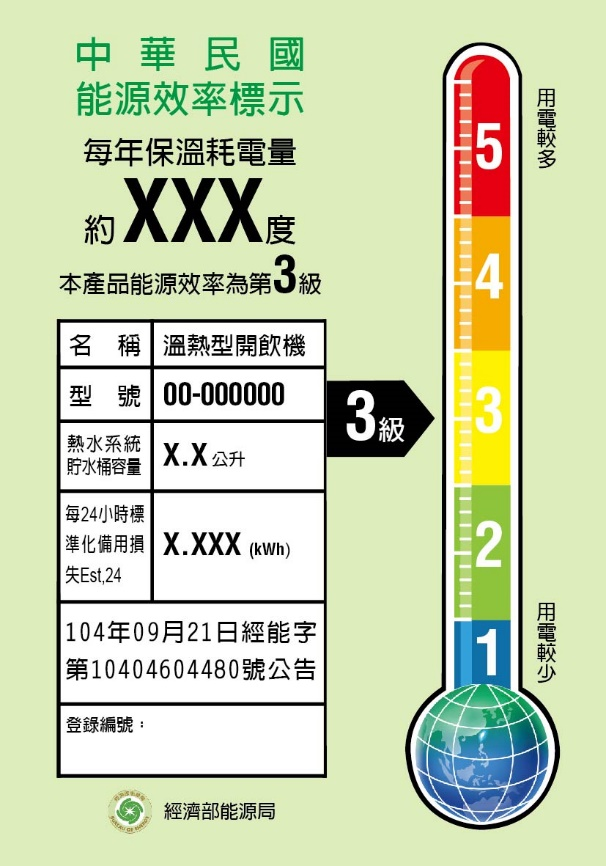 中華民國
能源效率標示
每年保溫耗電量
約XXX度
本產品能源效率為第3級
名稱 溫熱型開飲機
型號 00-000000
熱水系統
貯水桶容量
X.X公升
每24小時標
準化備用損
失Est,24
X.XXX (kWh)
104年09月21日經能字
第10404604480號公告
登錄編號：
經濟部能源局
3級
用電較多
5
4
3
2
1
用電較少